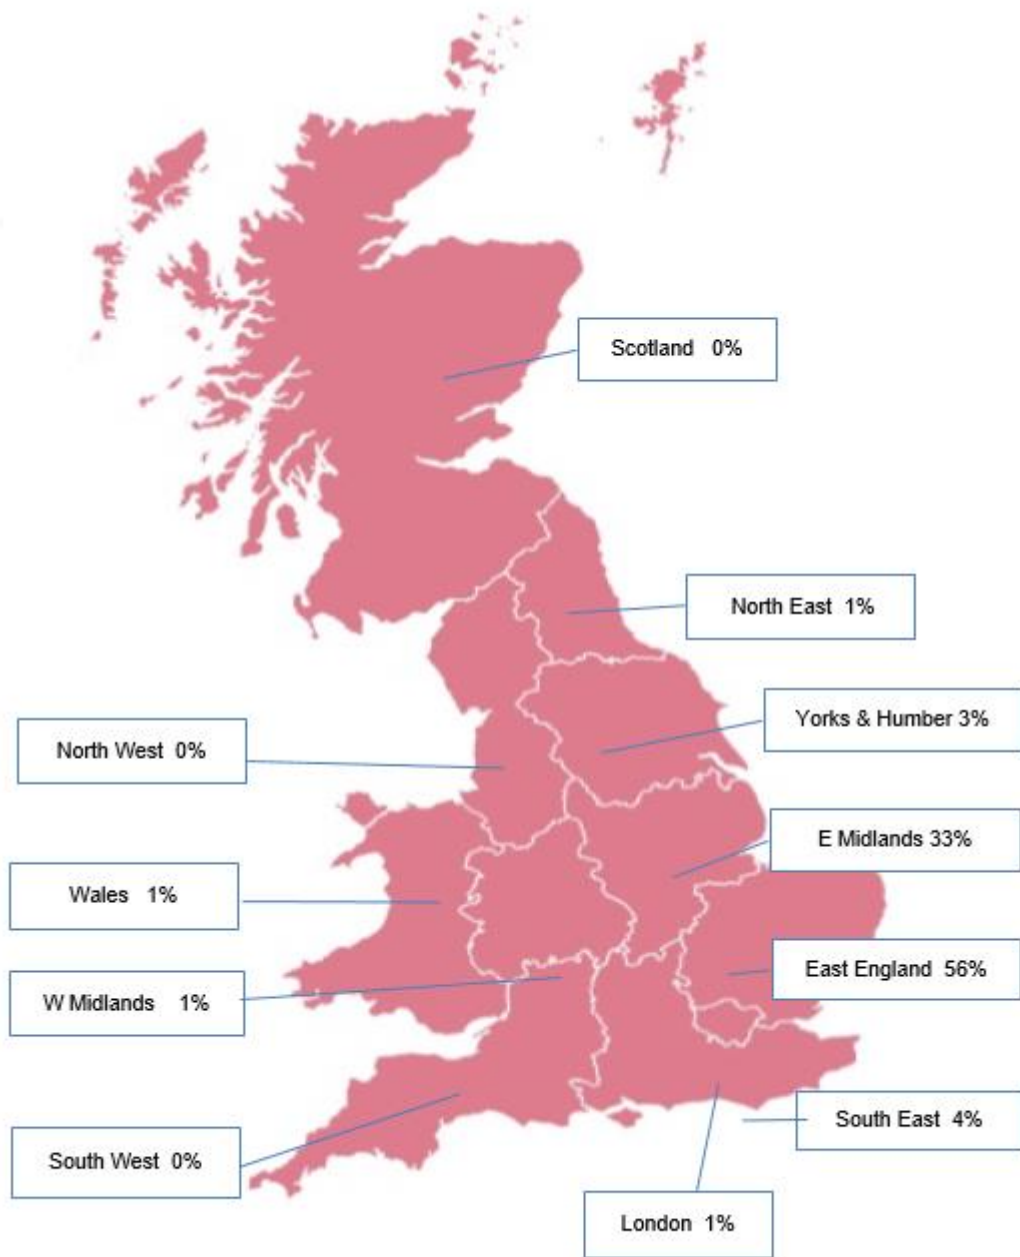 Scotland 0%
North East 1%
Yorks & Humber 3%
North West 0%
E Midlands 33%
Wales 1%
East England 56%
W Midlands 1%
South East 4%
South West 0%
London 1%